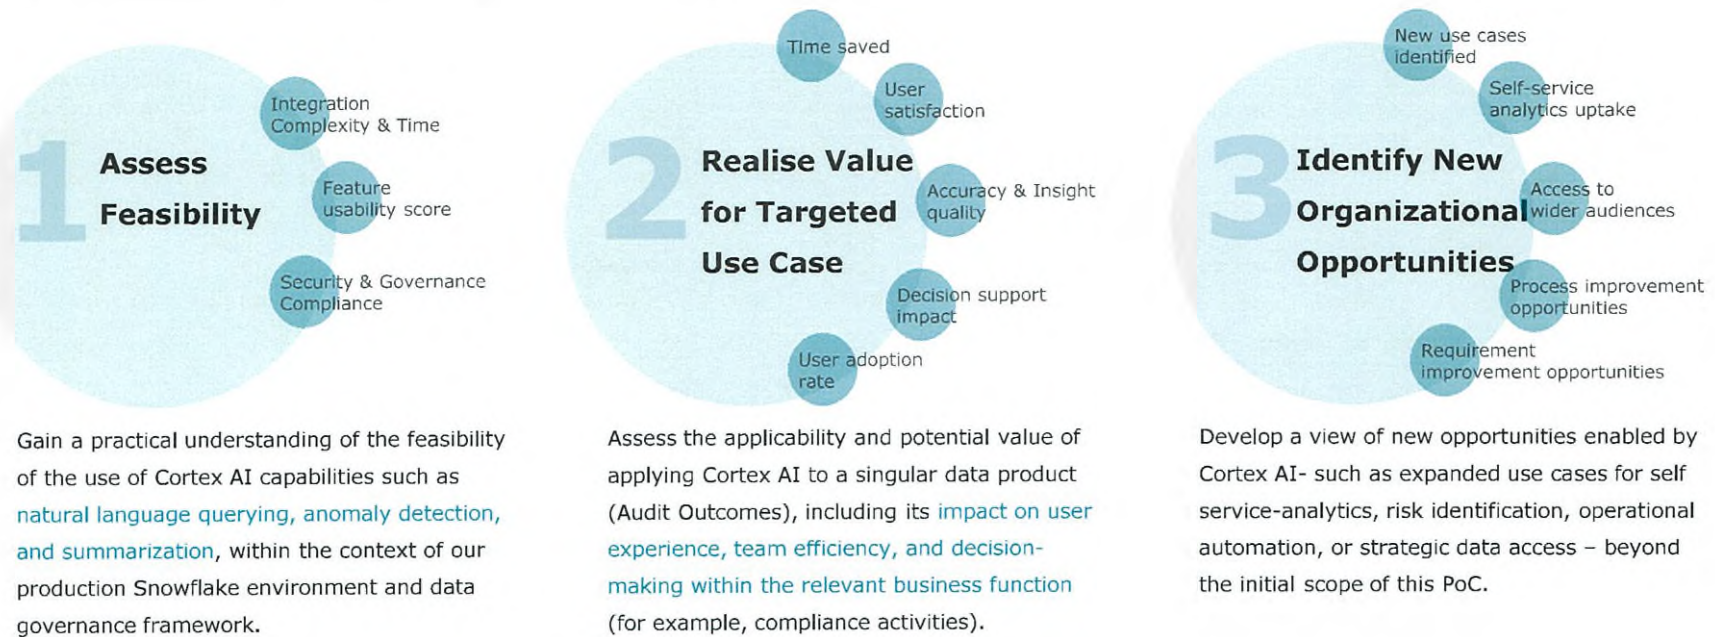 1
Assess
Feasibility
Integration
Complexity & Time
Feature
usability score
Security & Governance
Compliance
Gain a practical understanding of the feasibility
of the use of Cortex AI capabilities such as
natural language querying, anomaly detection,
and summarization, within the context of our
production Snowflake environment and data
governance framework.
2
Realise Value
for Targeted
Use Case
Time saved
User
satisfaction
Accuracy & Insight
quality
Decision support
impact
User adoption
rate
Assess the applicability and potential value of
applying Cortex AI to a singular data product
(Audit Outcomes), including its impact on user
experience, team efficiency, and decision-
making within the relevant business function
(for example, compliance activities).
3
Identify New
Organizational
Opportunities
New use cases
identified
Self-service
analytics uptake
Access to
wider audiences
Process improvement
opportunities
Requirement
improvement opportunities
Develop a view of new opportunities enabled by
Cortex AI- such as expanded use cases for self
service-analytics, risk identification, operational
automation, or strategic data access – beyond
the initial scope of this PoC.